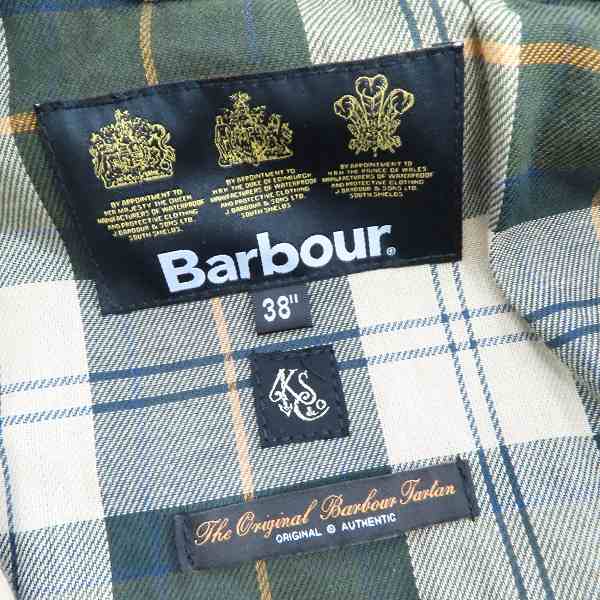 BY APPOINTMENT TO
HER MAJESTY THE QUEEN
MANUFACTURERS OF WATERPROOF
AND PROTECTIVE CLOTHING
J.BARBOUR & SONS LTD.
SOUTH SHIELDS
BY APPOINTMENT TO
H.R.H. THE DUKE OF EDINBURGH
MANUFACTURERS OF WATERPROOF
AND PROTECTIVE CLOTHING
J.BARBOUR & SONS LTD.
SOUTH SHIELDS.
BY APPOINTMENT TO
H.R.H. THE PRINCE OF WALES
MANUFACTURERS OF WATERPROOF
AND PROTECTIVE CLOTHING
J.BARBOUR & SONS LTD.
SOUTH SHIELDS.
Barbour®
38"
KS
&Co
The Original Barbour Tartan
ORIGINAL & AUTHENTIC